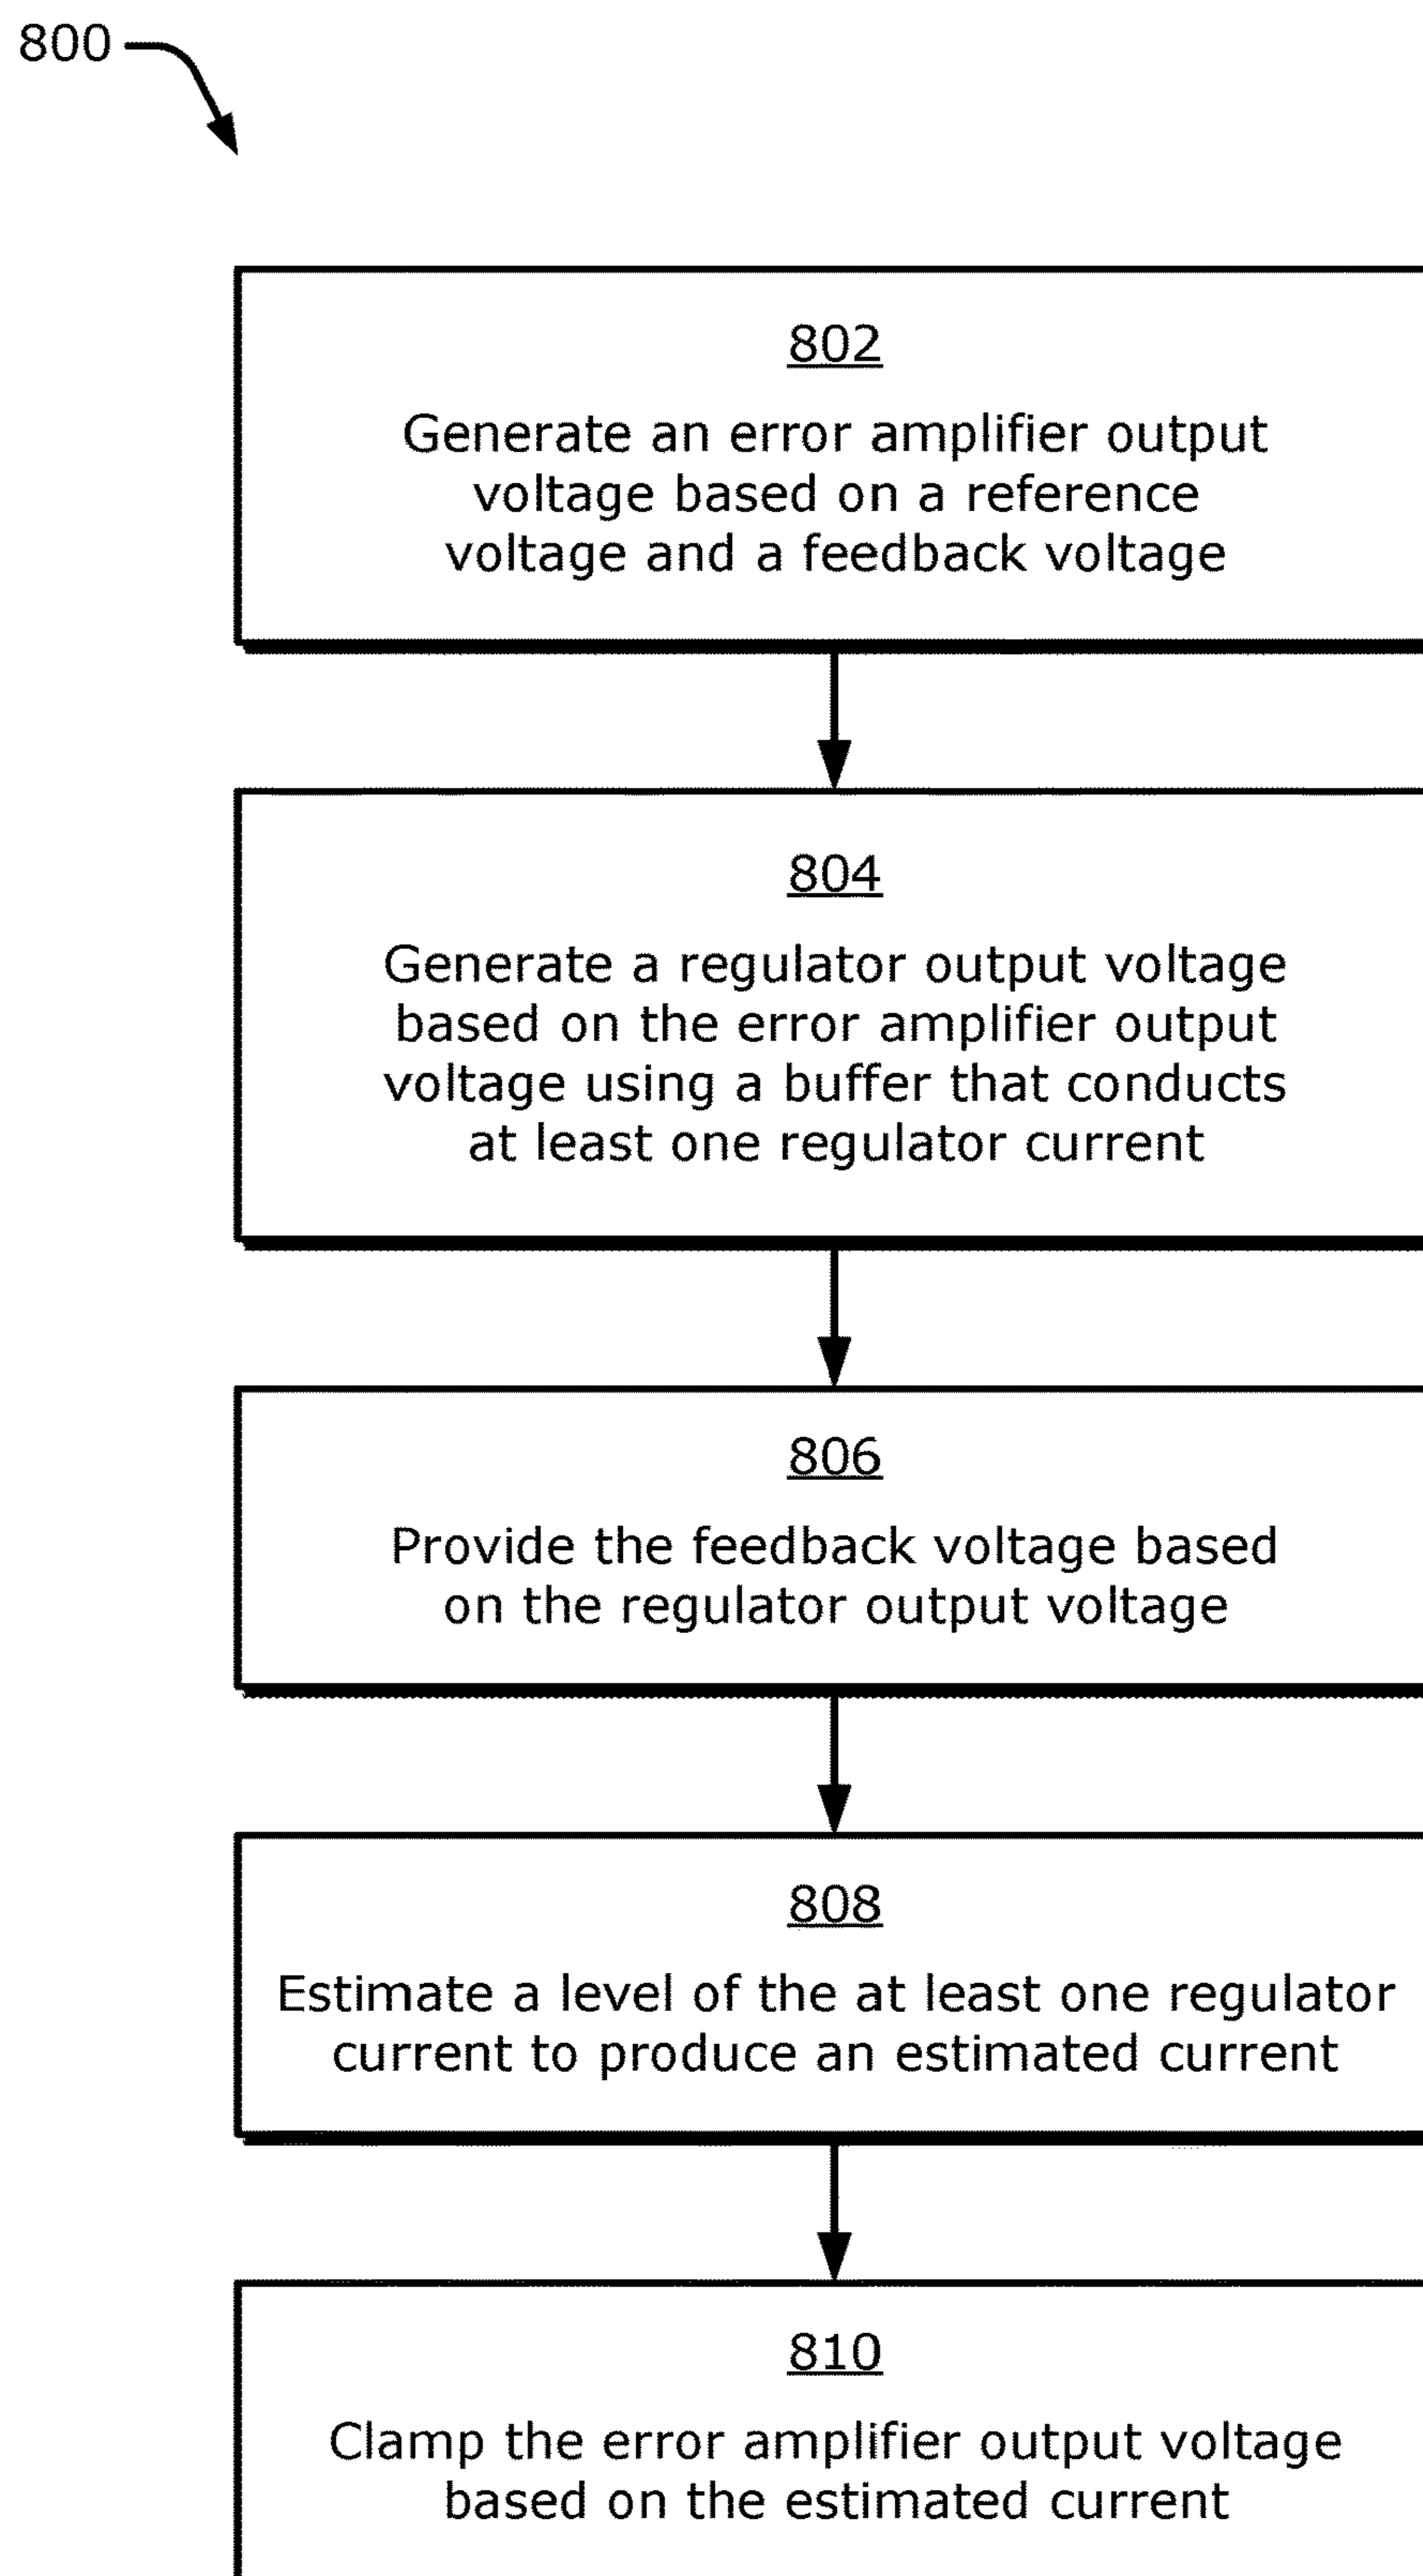 800
802
Generate an error amplifier output
voltage based on a reference
voltage and a feedback voltage
804
Generate a regulator output voltage
based on the error amplifier output
voltage using a buffer that conducts
at least one regulator current
806
Provide the feedback voltage based
on the regulator output voltage
808
Estimate a level of the at least one regulator
current to produce an estimated current
810
Clamp the error amplifier output voltage
based on the estimated current